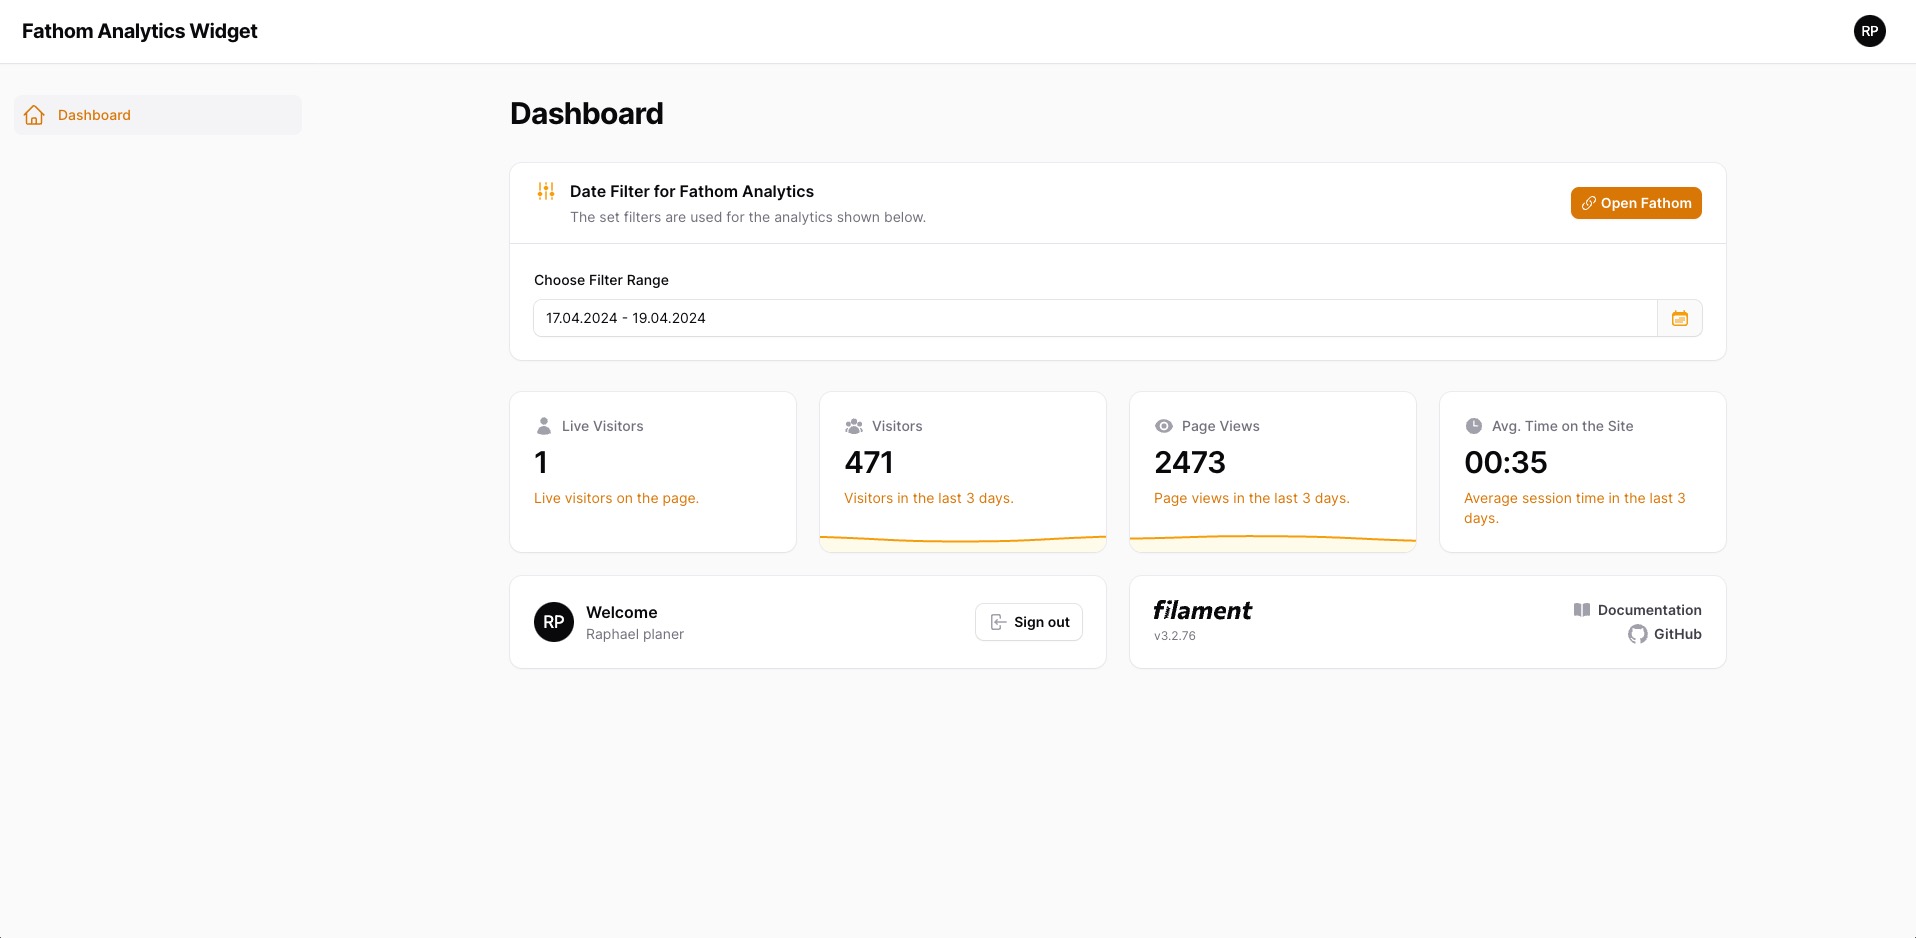 Fathom Analytics Widget
RP
Dashboard
Dashboard
Date Filter for Fathom Analytics
The set filters are used for the analytics shown below.
Open Fathom
Choose Filter Range
17.04.2024 - 19.04.2024
Live Visitors
1
Live visitors on the page.
Visitors
471
Visitors in the last 3 days.
Page Views
2473
Page views in the last 3 days.
Avg. Time on the Site
00:35
Average session time in the last 3
days.
RP
Welcome
Raphael planer
Sign out
filament
v3.2.76
Documentation
GitHub